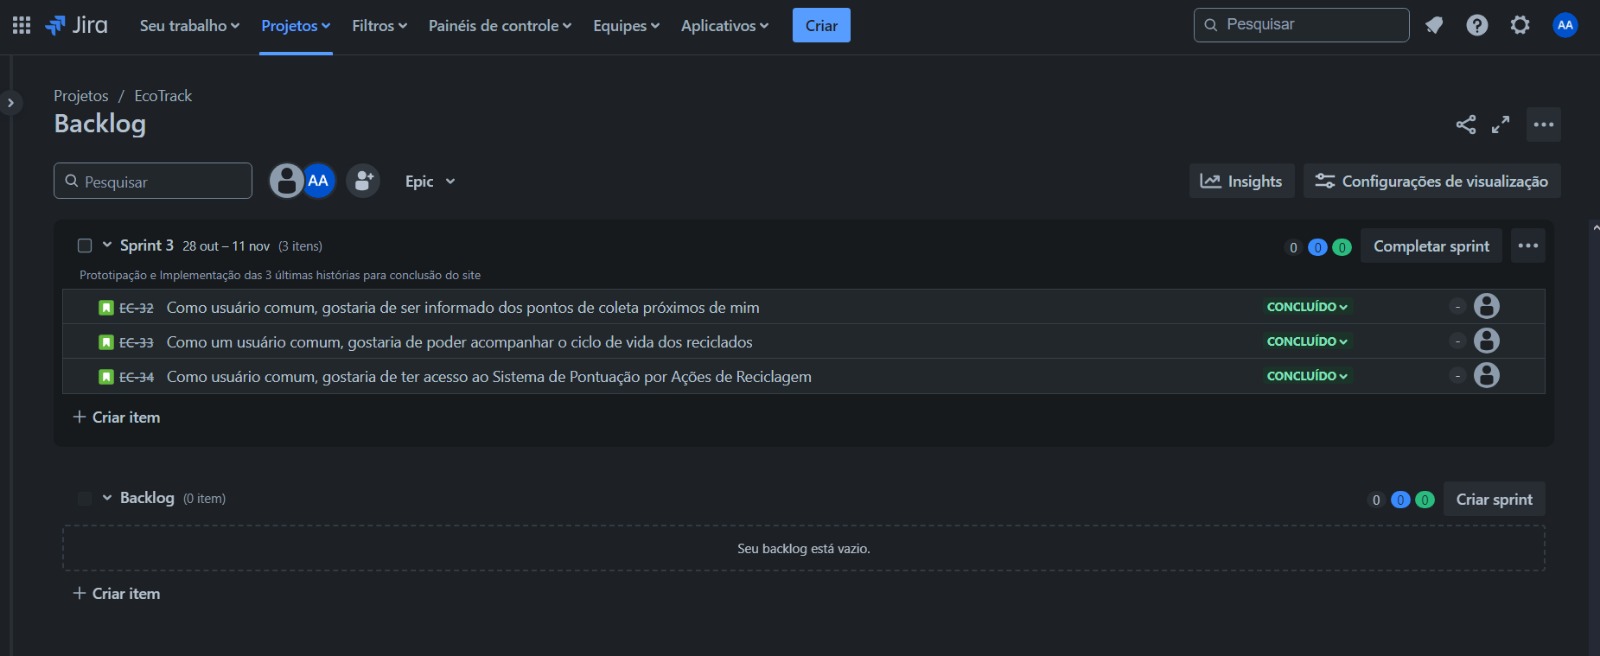 Jira Seu trabalho Projetos Filtros Painéis de controle Equipes Aplicativos Criar Pesquisar AA
Projetos / EcoTrack
Backlog
Pesquisar AA Epic Insights Configurações de visualização
Sprint 3 28 out – 11 nov (3 itens) 0 0 0 Completar sprint
Prototipação e Implementação das 3 últimas histórias para conclusão do site
EC-32 Como usuário comum, gostaria de ser informado dos pontos de coleta próximos de mim CONCLUÍDO -
EC-33 Como um usuário comum, gostaria de poder acompanhar o ciclo de vida dos reciclados CONCLUÍDO -
EC-34 Como usuário comum, gostaria de ter acesso ao Sistema de Pontuação por Ações de Reciclagem CONCLUÍDO -
+ Criar item
Backlog (0 item) 0 0 0 Criar sprint
Seu backlog está vazio.
+ Criar item